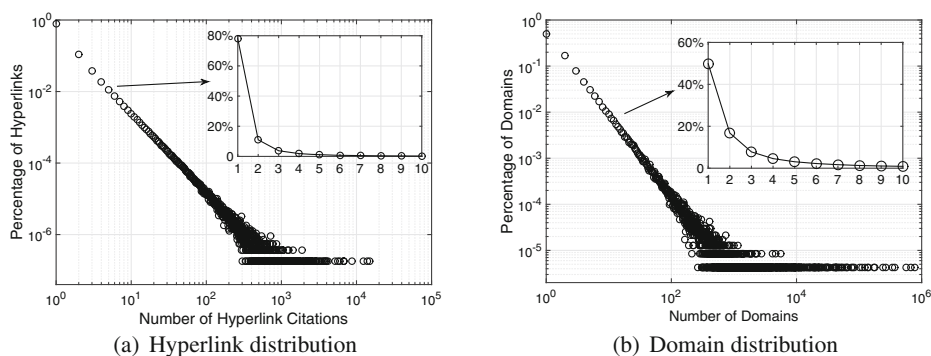 Percentage of Hyperlinks
10^0
10^-2
10^-4
10^-6
80%
60%
40%
20%
0
1 2 3 4 5 6 7 8 9 10
10^0 10^1 10^2 10^3 10^4 10^5
Number of Hyperlink Citations
(a) Hyperlink distribution
Percentage of Domains
10^0
10^-1
10^-2
10^-3
10^-4
10^-5
60%
40%
20%
0
1 2 3 4 5 6 7 8 9 10
10^0 10^2 10^4 10^6
Number of Domains
(b) Domain distribution